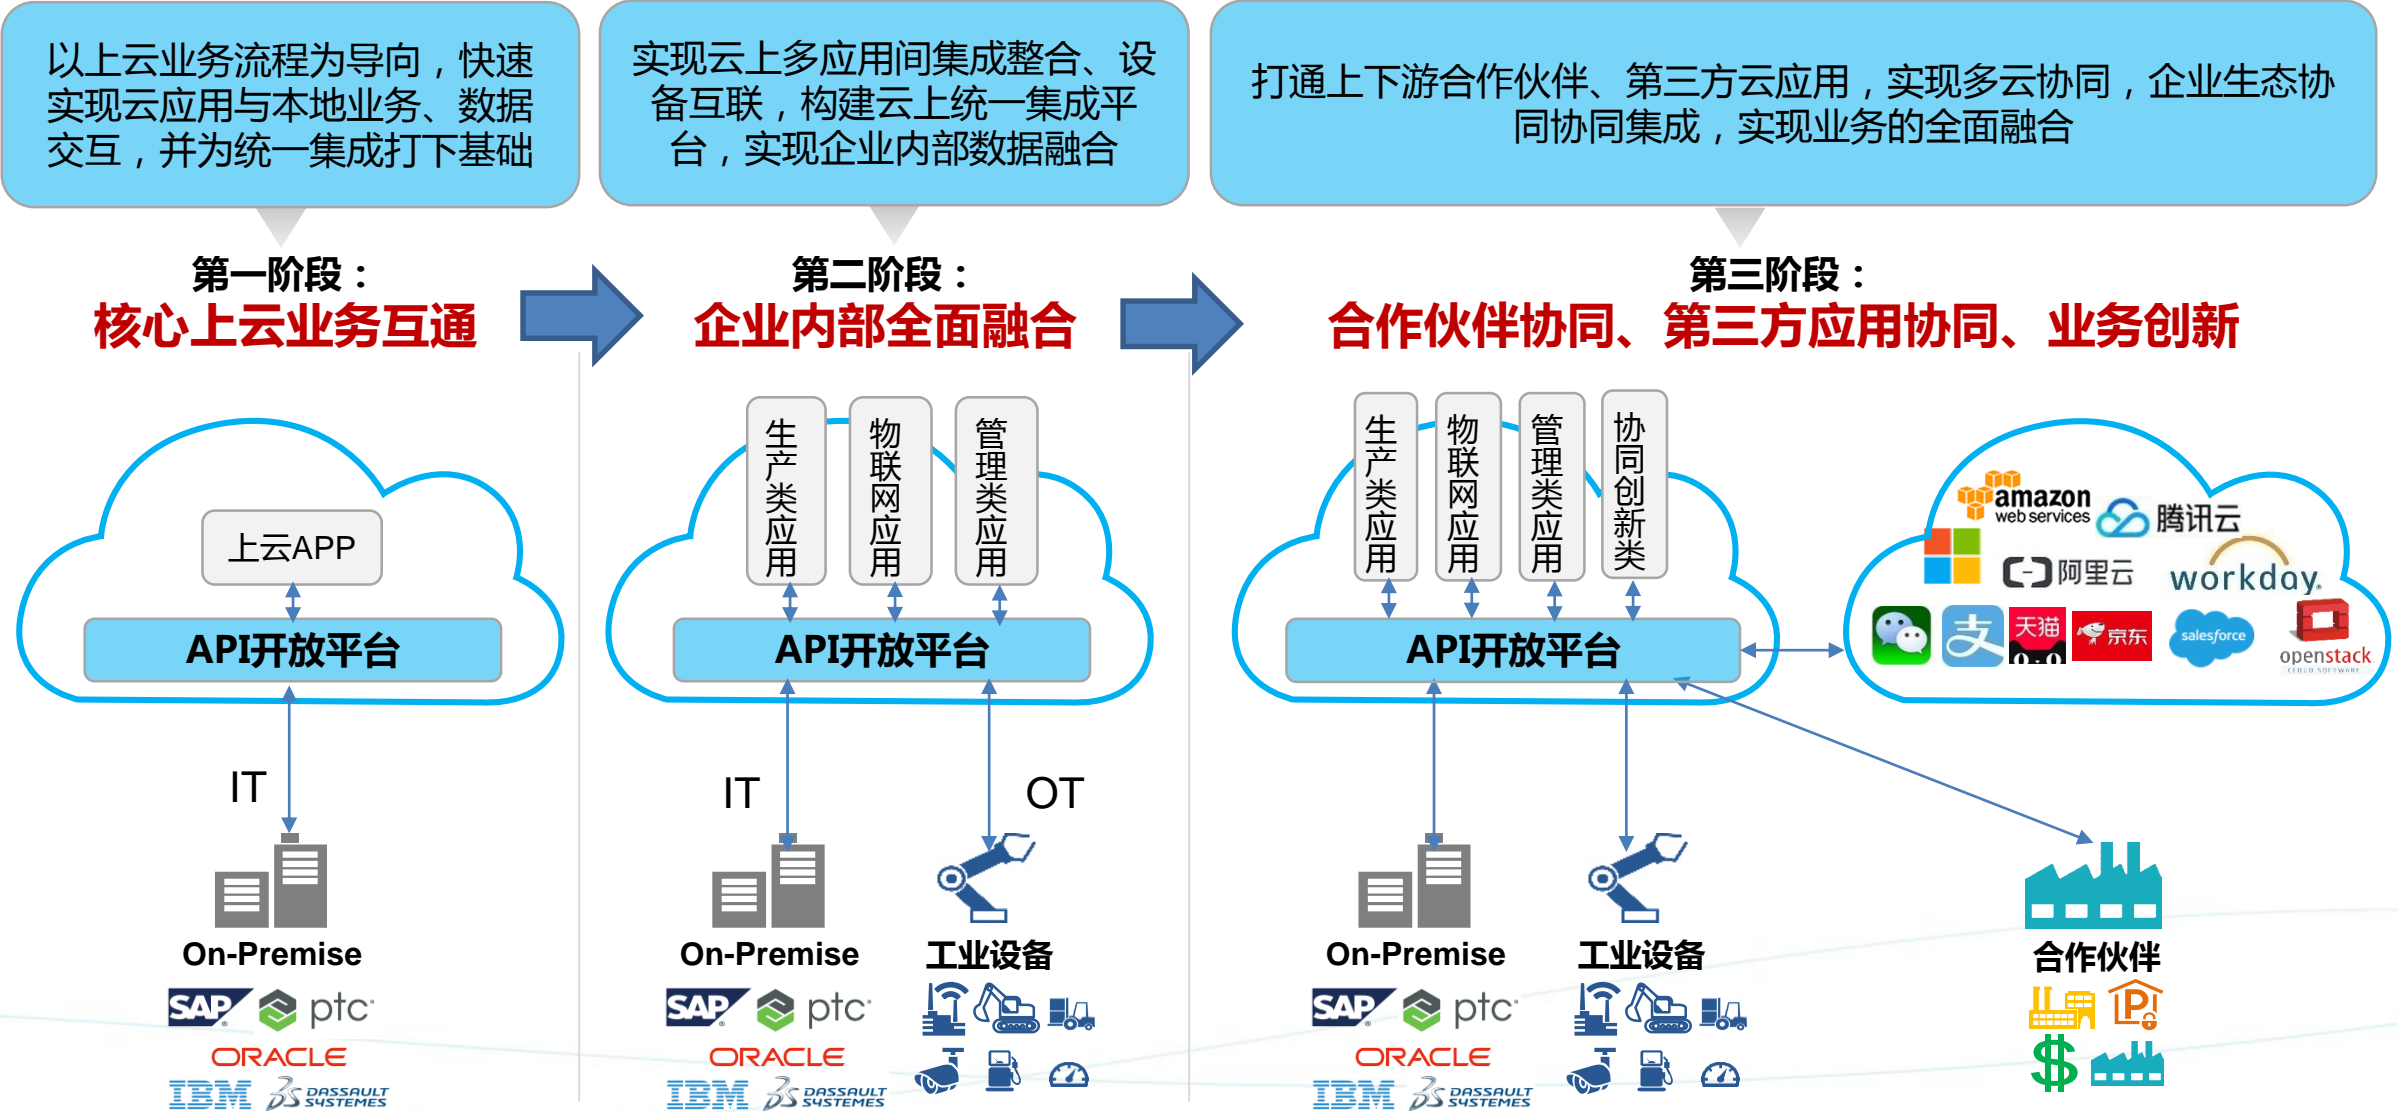 以上云业务流程为导向，快速
实现云应用与本地业务、数据
交互，并为统一集成打下基础
实现云上多应用间集成整合、设
备互联，构建云上统一集成平
台，实现企业内部数据融合
打通上下游合作伙伴、第三方云应用，实现多云协同，企业生态协
同协同集成，实现业务的全面融合
第一阶段：
核心上云业务互通
第二阶段：
企业内部全面融合
第三阶段：
合作伙伴协同、第三方应用协同、业务创新
上云APP
API开放平台
IT
On-Premise
SAP
ptc
ORACLE
IBM
DASSAULT
SYSTEMES
生产类应用
物联网应用
管理类应用
API开放平台
IT
OT
On-Premise
SAP
ptc
ORACLE
IBM
DASSAULT
SYSTEMES
工业设备
生产类应用
物联网应用
管理类应用
协同创新类
API开放平台
On-Premise
SAP
ptc
ORACLE
IBM
DASSAULT
SYSTEMES
工业设备
amazon
web services
腾讯云
阿里云
workday.
支
天猫
京东
salesforce
openstack
CLOUD SOFTWARE
合作伙伴
P
$